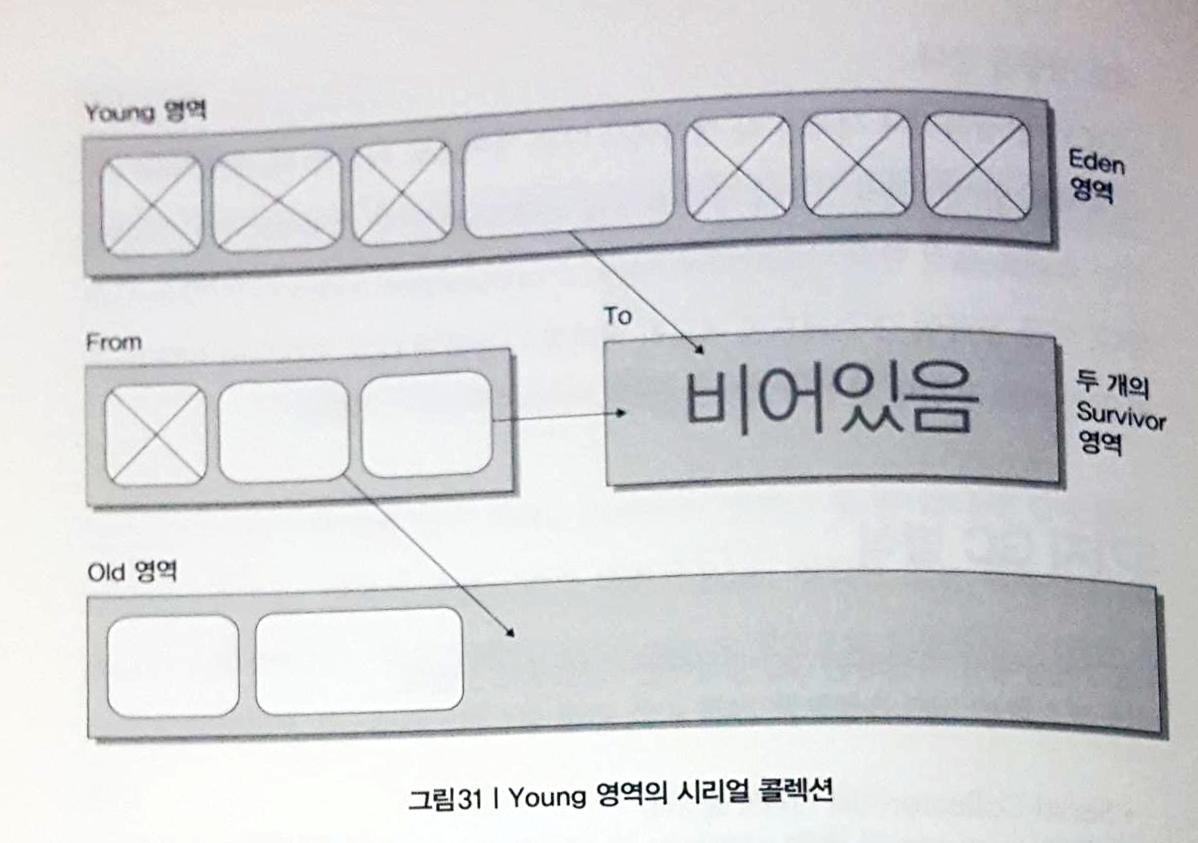 Young 영역
Eden
영역
From
To
비어있음
두 개의
Survivor
영역
Old 영역
그림31 | Young 영역의 시리얼 콜렉션